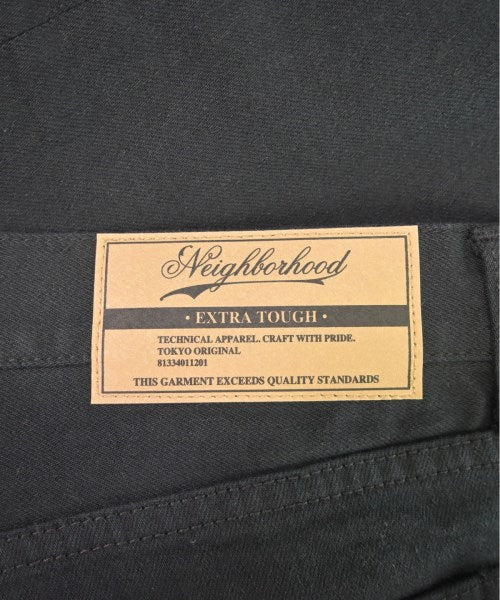 Neighborhood
• EXTRA TOUGH •
TECHNICAL APPAREL. CRAFT WITH PRIDE.
TOKYO ORIGINAL
81334011201
THIS GARMENT EXCEEDS QUALITY STANDARDS